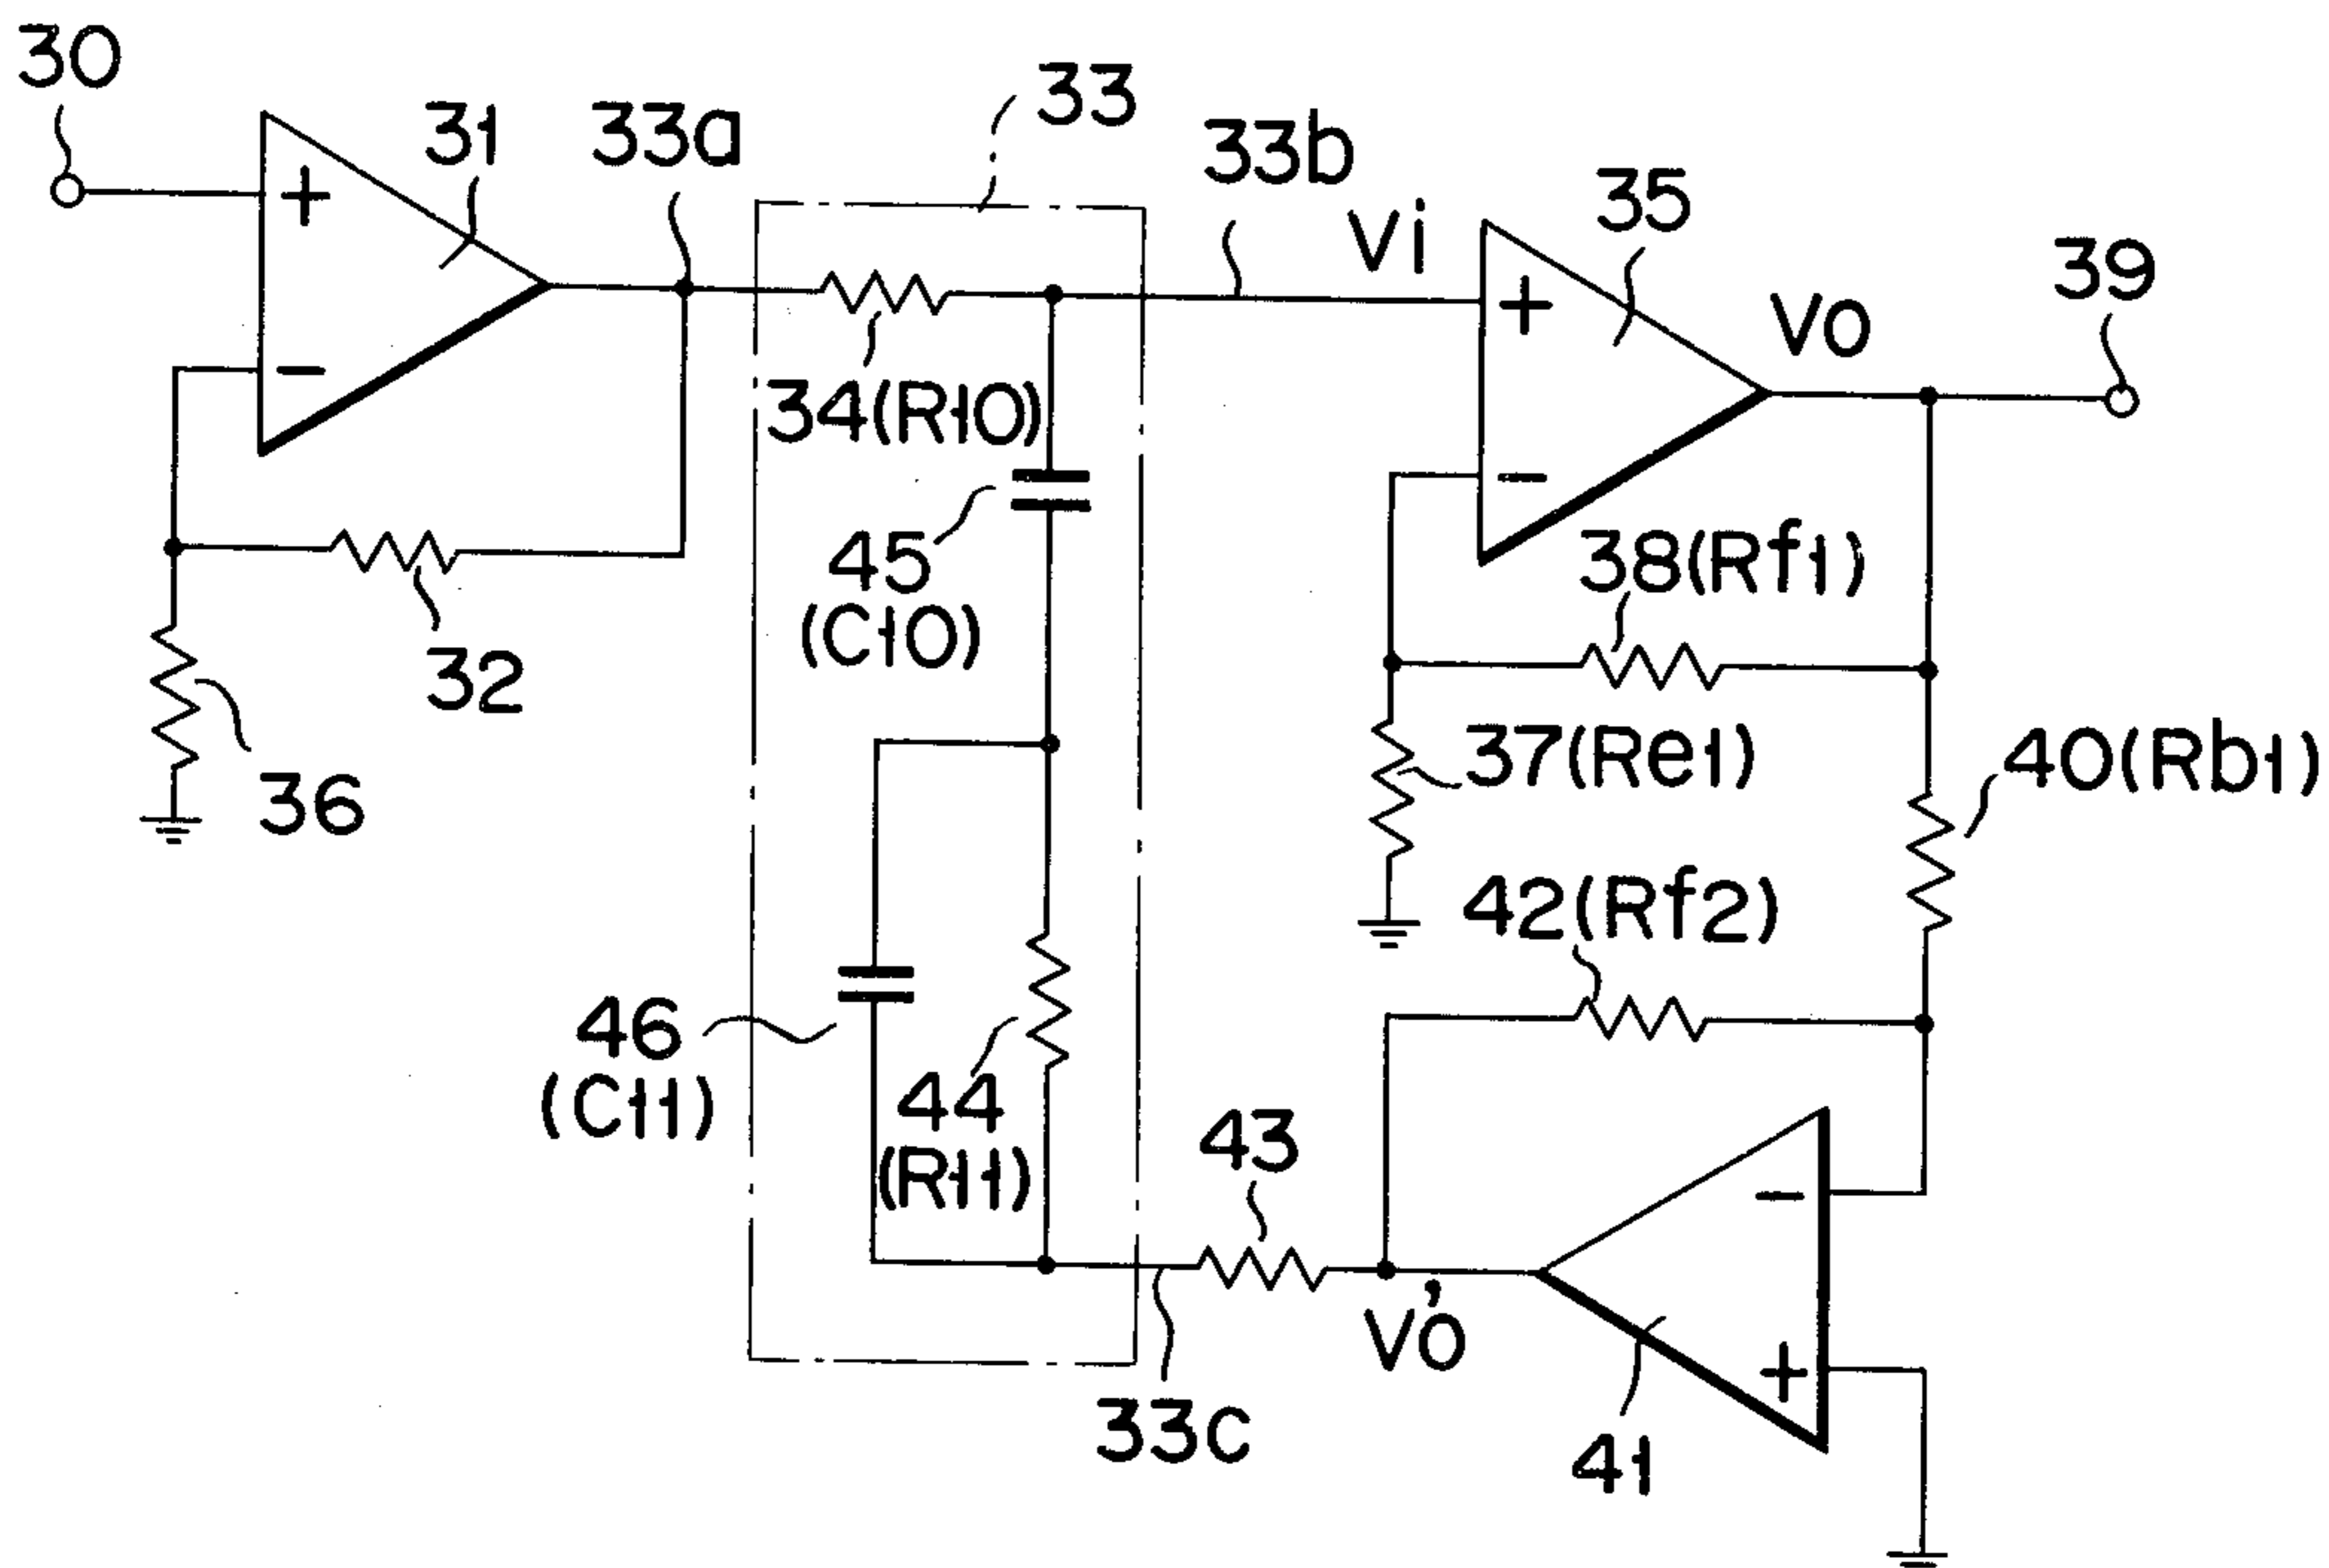 30
31
33a
33
33b
Vi
35
Vo
39
+
−
+
−
34(R10)
45
(C10)
32
36
38(Rf1)
37(Re1)
40(Rb1)
42(Rf2)
46
(C11)
44
(R11)
43
V'o
−
+
33c
41